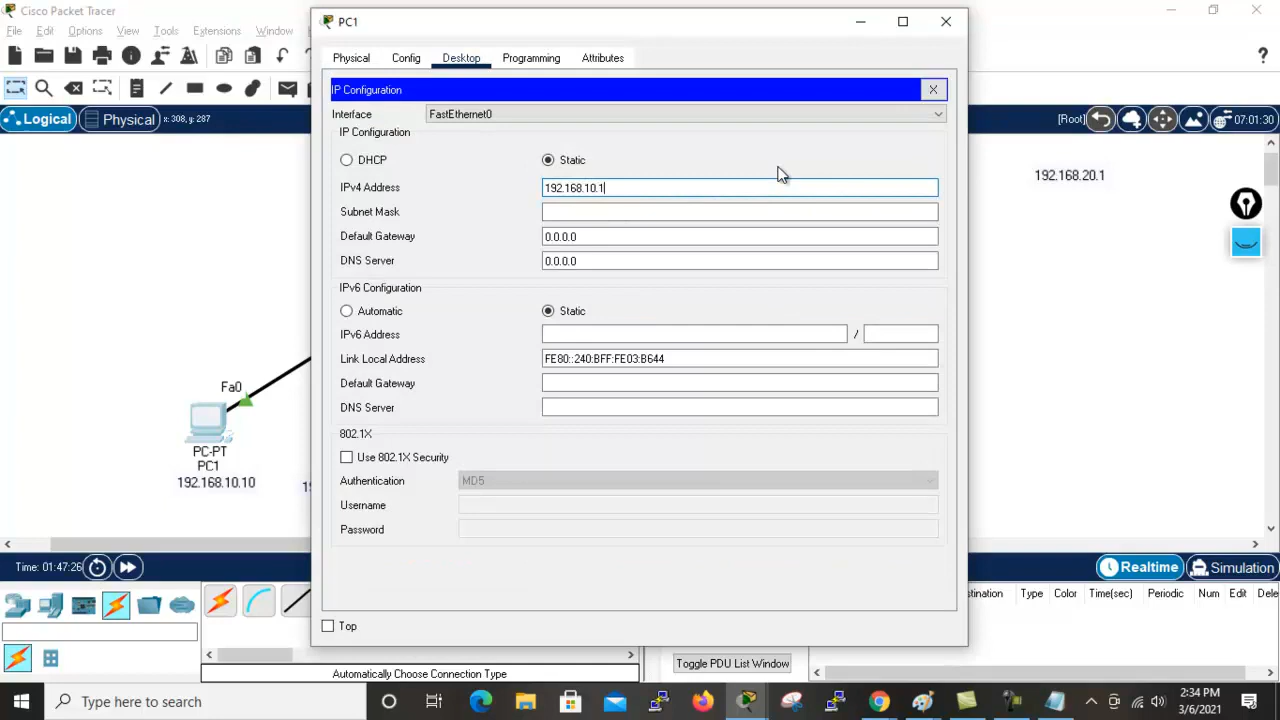 Cisco Packet Tracer
File Edit Options View Tools Extensions Window
Logical Physical x: 308, y: 287
[Root] 07:01:30
192.168.20.1
PC1
Physical Config Desktop Programming Attributes
IP Configuration X
Interface FastEthernet0
IP Configuration
DHCP Static
IPv4 Address 192.168.10.1
Subnet Mask
Default Gateway 0.0.0.0
DNS Server 0.0.0.0
IPv6 Configuration
Automatic Static
IPv6 Address /
Link Local Address FE80::240:BFF:FE03:B644
Default Gateway
DNS Server
802.1X
Use 802.1X Security
Authentication MD5
Username
Password
Top
Fa0
PC-PT
PC1
192.168.10.10
Time: 01:47:26
Realtime Simulation
Automatically Choose Connection Type
Toggle PDU List Window
Type Color Time(sec) Periodic Num Edit
Type here to search
2:34 PM
3/6/2021